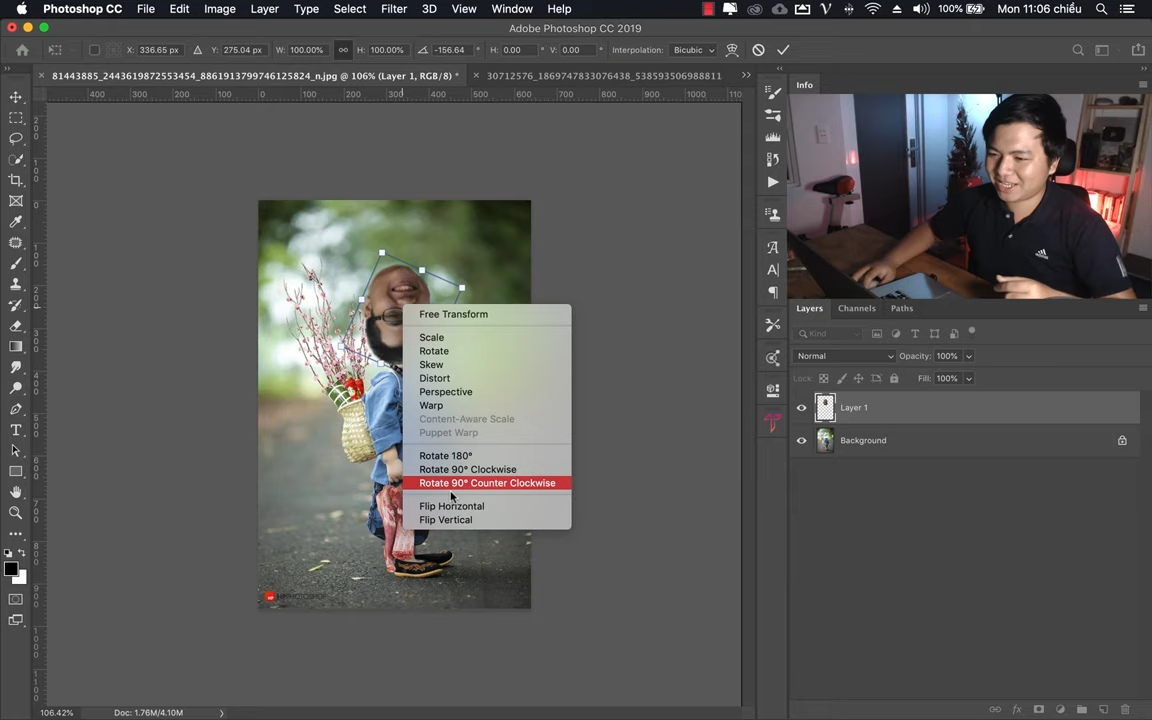 Photoshop CC File Edit Image Layer Type Select Filter 3D View Window Help 100% Mon 11:06 chiều
Adobe Photoshop CC 2019
X: 336.65 px Y: 275.04 px W: 100.00% H: 100.00% -156.64 ° H: 0.00 ° V: 0.00 ° Interpolation: Bicubic
81443885_2443619872553454_8861913799746125824_n.jpg @ 106% (Layer 1, RGB/8) * 30712576_1869747833076438_538593506988811
Info
400 300 200 100 0 100 200 300 400 500 600 700 800 900 1000 110
Free Transform
Scale
Rotate
Skew
Distort
Perspective
Warp
Content-Aware Scale
Puppet Warp
Rotate 180°
Rotate 90° Clockwise
Rotate 90° Counter Clockwise
Flip Horizontal
Flip Vertical
Layers Channels Paths
Kind
Normal Opacity: 100%
Lock: Fill: 100%
Layer 1
Background
106.42% Doc: 1.76M/4.10M